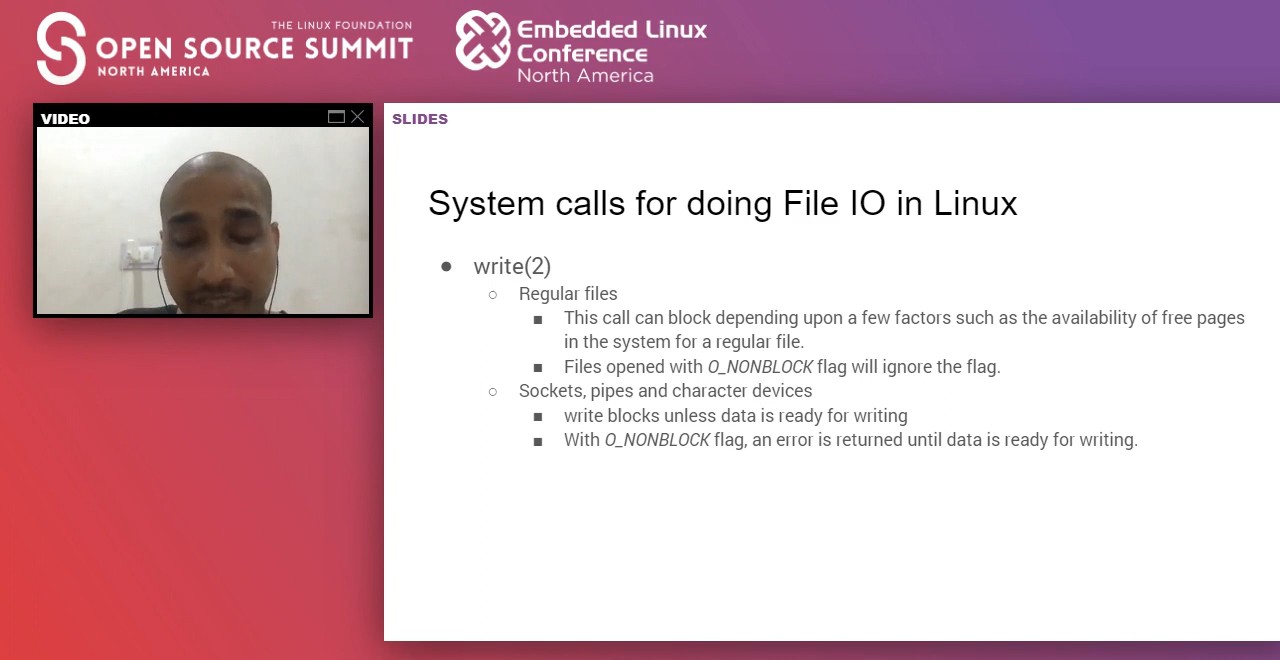 THE LINUX FOUNDATION
OPEN SOURCE SUMMIT
NORTH AMERICA
Embedded Linux
Conference
North America
VIDEO
SLIDES
System calls for doing File IO in Linux
● write(2)
○ Regular files
■ This call can block depending upon a few factors such as the availability of free pages
in the system for a regular file.
■ Files opened with O_NONBLOCK flag will ignore the flag.
○ Sockets, pipes and character devices
■ write blocks unless data is ready for writing
■ With O_NONBLOCK flag, an error is returned until data is ready for writing.